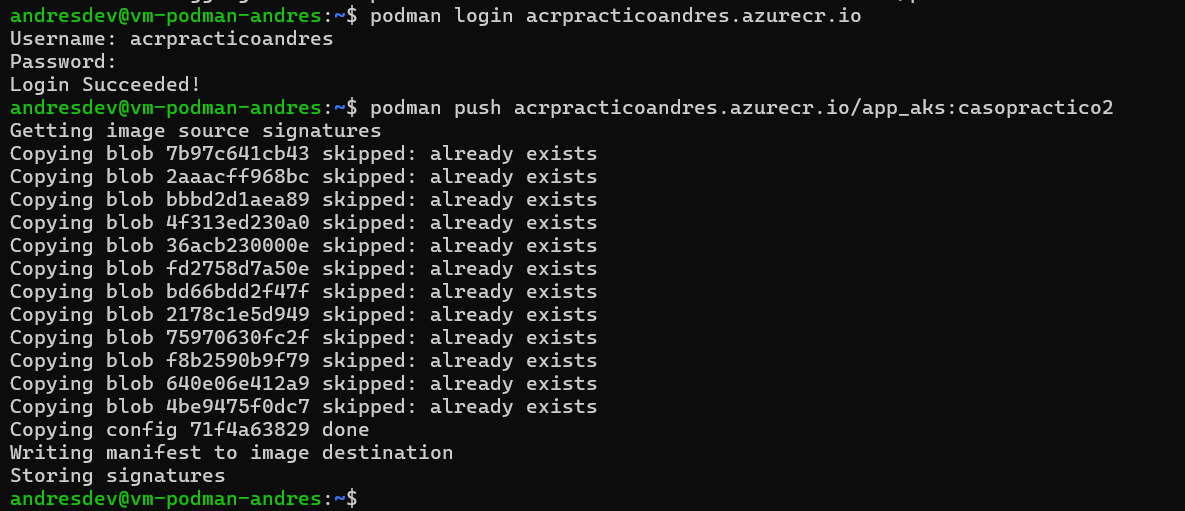 andresdev@vm-podman-andres:~$ podman login acrpracticoandres.azurecr.io
Username: acrpracticoandres
Password:
Login Succeeded!
andresdev@vm-podman-andres:~$ podman push acrpracticoandres.azurecr.io/app_aks:casopractico2
Getting image source signatures
Copying blob 7b97c641cb43 skipped: already exists
Copying blob 2aaacff968bc skipped: already exists
Copying blob bbbd2d1aea89 skipped: already exists
Copying blob 4f313ed230a0 skipped: already exists
Copying blob 36acb230000e skipped: already exists
Copying blob fd2758d7a50e skipped: already exists
Copying blob bd66bdd2f47f skipped: already exists
Copying blob 2178c1e5d949 skipped: already exists
Copying blob 75970630fc2f skipped: already exists
Copying blob f8b2590b9f79 skipped: already exists
Copying blob 640e06e412a9 skipped: already exists
Copying blob 4be9475f0dc7 skipped: already exists
Copying config 71f4a63829 done
Writing manifest to image destination
Storing signatures
andresdev@vm-podman-andres:~$